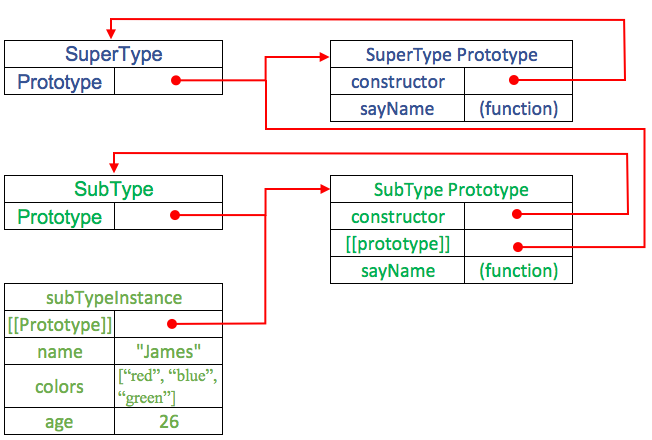 SuperType
Prototype
SuperType Prototype
constructor
sayName (function)
SubType
Prototype
SubType Prototype
constructor
[[prototype]]
sayName (function)
subTypeInstance
[[Prototype]]
name "James"
colors [“red”, “blue”,
“green”]
age 26